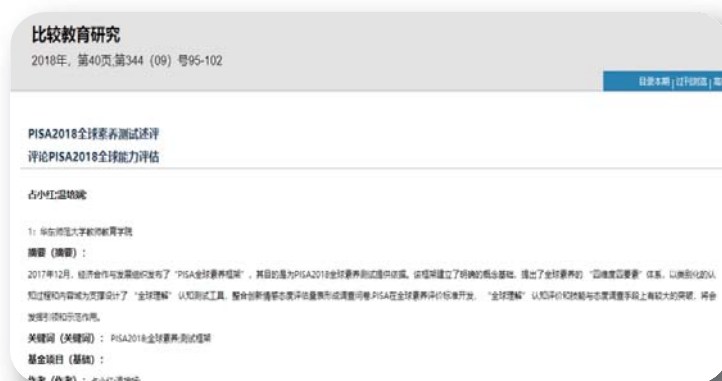 比较教育研究
2018年，第40页;第344（09）号95-102
目录本期 | 过刊浏览 |
PISA2018全球素养测试述评
评论PISA2018全球能力评估
占小红;温培娴;
1：华东师范大学教师教育学院
摘要（摘要）：
2017年12月，经济合作与发展组织发布了“PISA全球素养框架”，其目的是为PISA2018全球素养测试提供依据。该框架建立了明确的概念基础，提出了全球素养的“四维度四要素”体系，以类别化的认
知过程和内容域为支撑设计了“全球理解”认知测试工具，整合创新情感态度评估量表形成调查问卷.PISA在全球素养评价标准开发、“全球理解”认知评价和技能与态度调查手段上有较大的突破，将会
发挥引领和示范作用。
关键词（关键词）：PISA2018;全球素养;测试框架
基金项目（基础）：
作者（作者）：占小红;温培娴;